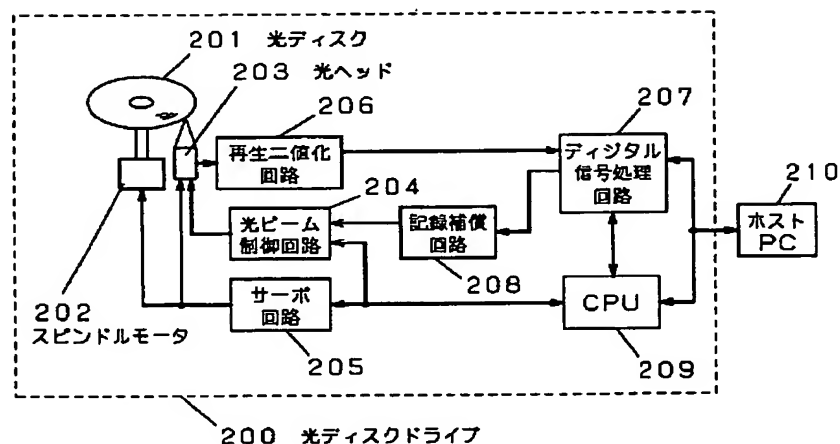 201 光ディスク
203 光ヘッド
206
再生二値化
回路
207
ディジタル
信号処理
回路
210
ホスト
PC
204
光ビーム
制御回路
記録補償
回路
208
202
スピンドルモータ
サーボ
回路
205
CPU
209
200 光ディスクドライブ